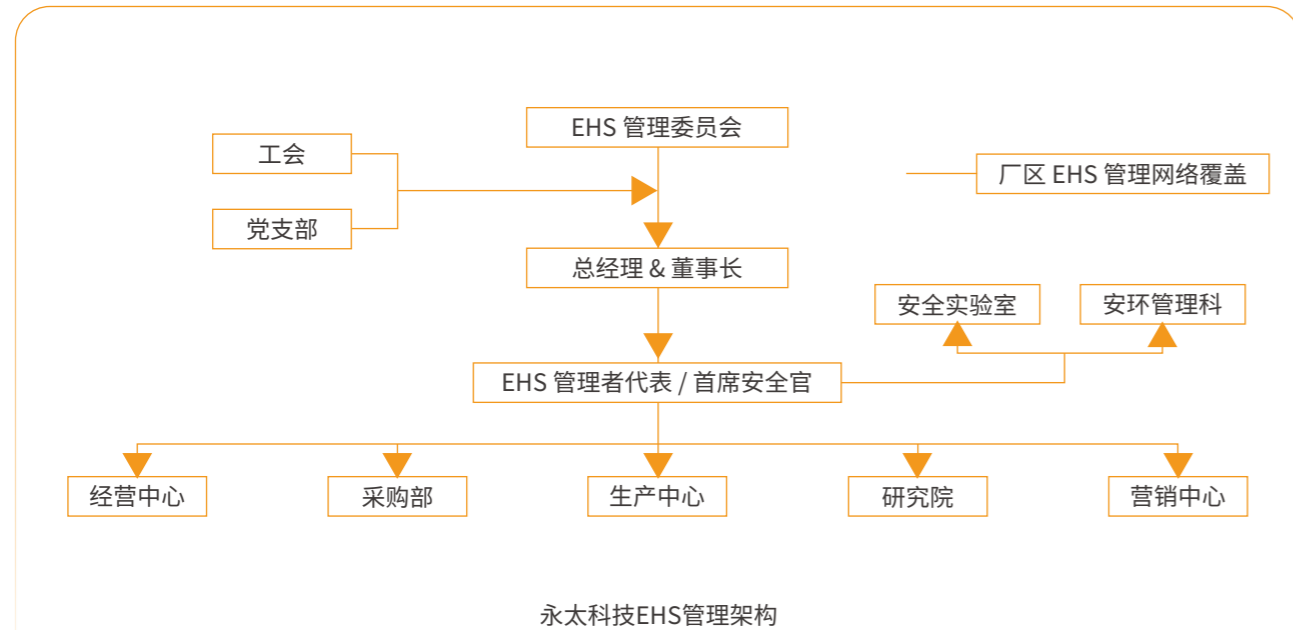 EHS 管理委员会
工会
厂区 EHS 管理网络覆盖
党支部
总经理 & 董事长
安全实验室
安环管理科
EHS 管理者代表 / 首席安全官
经营中心
采购部
生产中心
研究院
营销中心
永太科技EHS管理架构